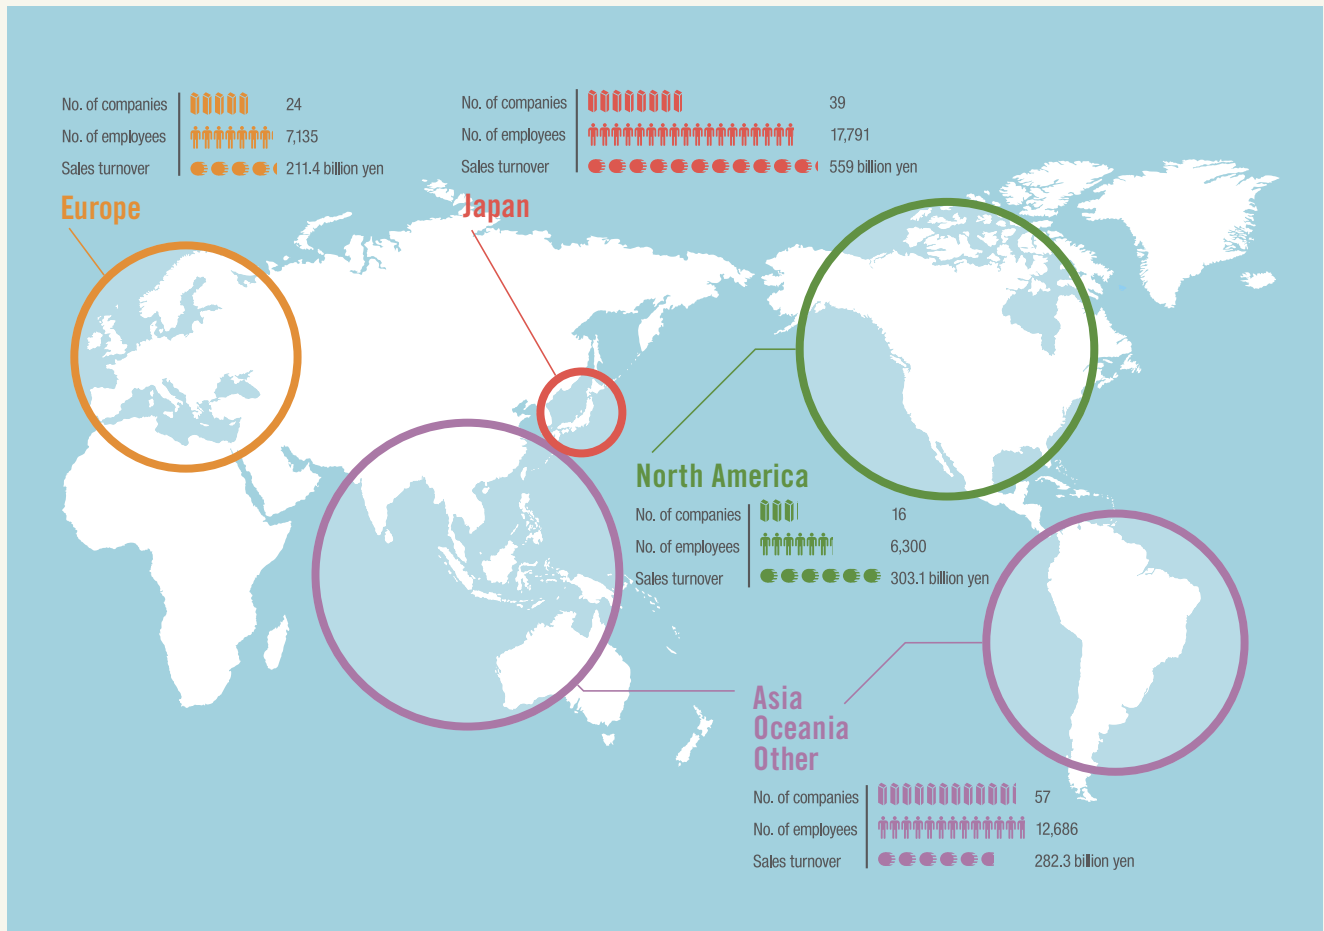 No. of companies 24
No. of employees 7,135
Sales turnover 211.4 billion yen
Europe
No. of companies 39
No. of employees 17,791
Sales turnover 559 billion yen
Japan
North America
No. of companies 16
No. of employees 6,300
Sales turnover 303.1 billion yen
Asia
Oceania
Other
No. of companies 57
No. of employees 12,686
Sales turnover 282.3 billion yen